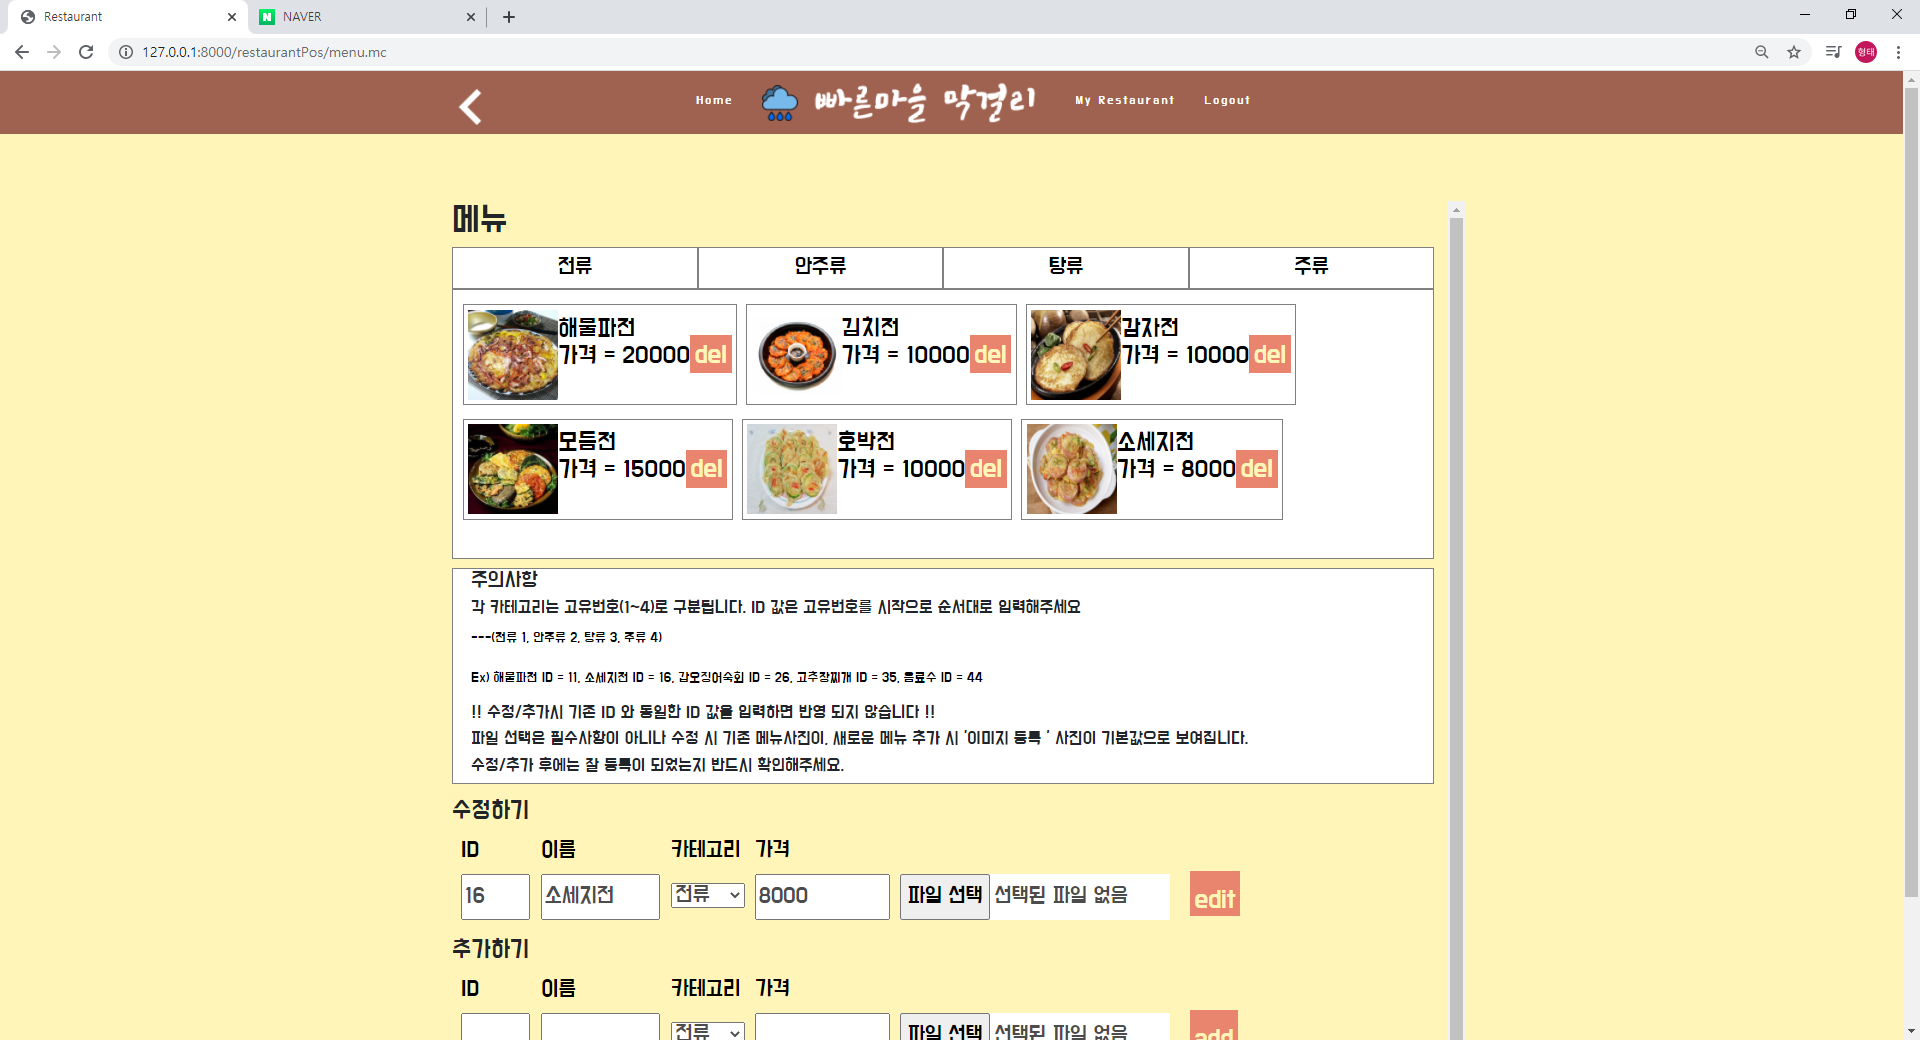 Restaurant
NAVER
127.0.0.1:8000/restaurantPos/menu.mc
형태
Home
빠른마을 막걸리
My Restaurant
Logout
메뉴
전류
안주류
탕류
주류
해물파전
가격 = 20000 del
김치전
가격 = 10000 del
감자전
가격 = 10000 del
모듬전
가격 = 15000 del
호박전
가격 = 10000 del
소세지전
가격 = 8000 del
주의사항
각 카테고리는 고유번호(1~4)로 구분됩니다. ID 값은 고유번호를 시작으로 순서대로 입력해주세요
---(전류 1, 안주류 2, 탕류 3, 주류 4)
Ex) 해물파전 ID = 11, 소세지전 ID = 16, 갑오징어숙회 ID = 26, 고추장찌개 ID = 35, 음료수 ID = 44
!! 수정/추가시 기존 ID 와 동일한 ID 값을 입력하면 반영 되지 않습니다 !!
파일 선택은 필수사항이 아니나 수정 시 기존 메뉴사진이, 새로운 메뉴 추가 시 '이미지 등록 ' 사진이 기본값으로 보여집니다.
수정/추가 후에는 잘 등록이 되었는지 반드시 확인해주세요.
수정하기
ID 이름 카테고리 가격
16 소세지전 전류 8000 파일 선택 선택된 파일 없음 edit
추가하기
ID 이름 카테고리 가격
전류 파일 선택 선택된 파일 없음 add